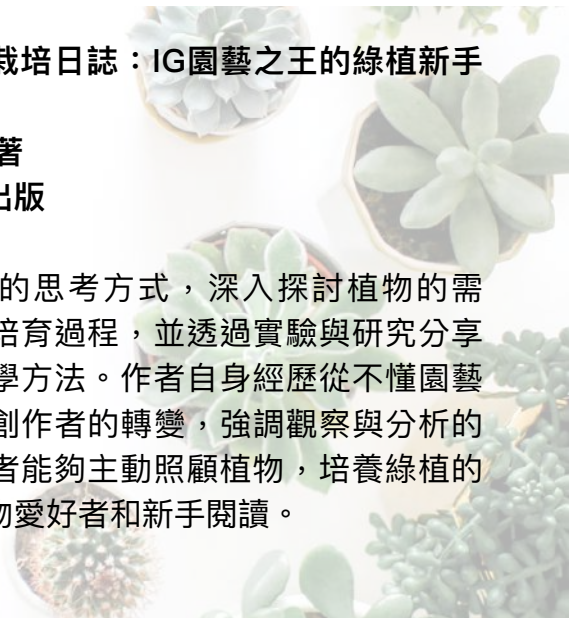 栽培日誌：IG園藝之王的綠植新手
著
出版
的思考方式，深入探討植物的需
培育過程，並透過實驗與研究分享
學方法。作者自身經歷從不懂園藝
創作者的轉變，強調觀察與分析的
者能夠主動照顧植物，培養綠植的
物愛好者和新手閱讀。